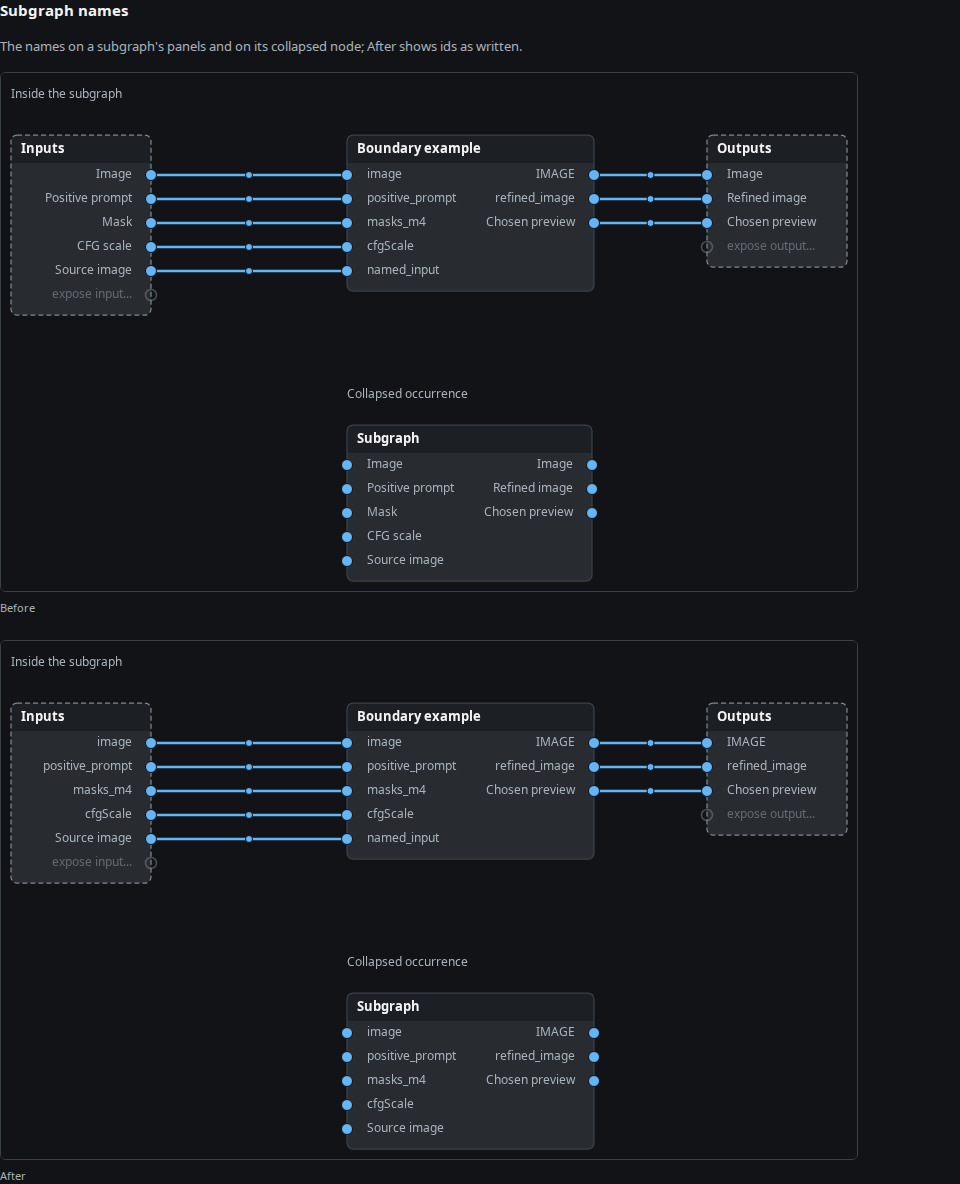 Subgraph names
The names on a subgraph's panels and on its collapsed node; After shows ids as written.
Inside the subgraph
Inputs
Image
Positive prompt
Mask
CFG scale
Source image
expose input...
Boundary example
image IMAGE
positive_prompt refined_image
masks_m4 Chosen preview
cfgScale
named_input
Outputs
Image
Refined image
Chosen preview
expose output...
Collapsed occurrence
Subgraph
Image Image
Positive prompt Refined image
Mask Chosen preview
CFG scale
Source image
Before
Inside the subgraph
Inputs
image
positive_prompt
masks_m4
cfgScale
Source image
expose input...
Boundary example
image IMAGE
positive_prompt refined_image
masks_m4 Chosen preview
cfgScale
named_input
Outputs
IMAGE
refined_image
Chosen preview
expose output...
Collapsed occurrence
Subgraph
image IMAGE
positive_prompt refined_image
masks_m4 Chosen preview
cfgScale
Source image
After